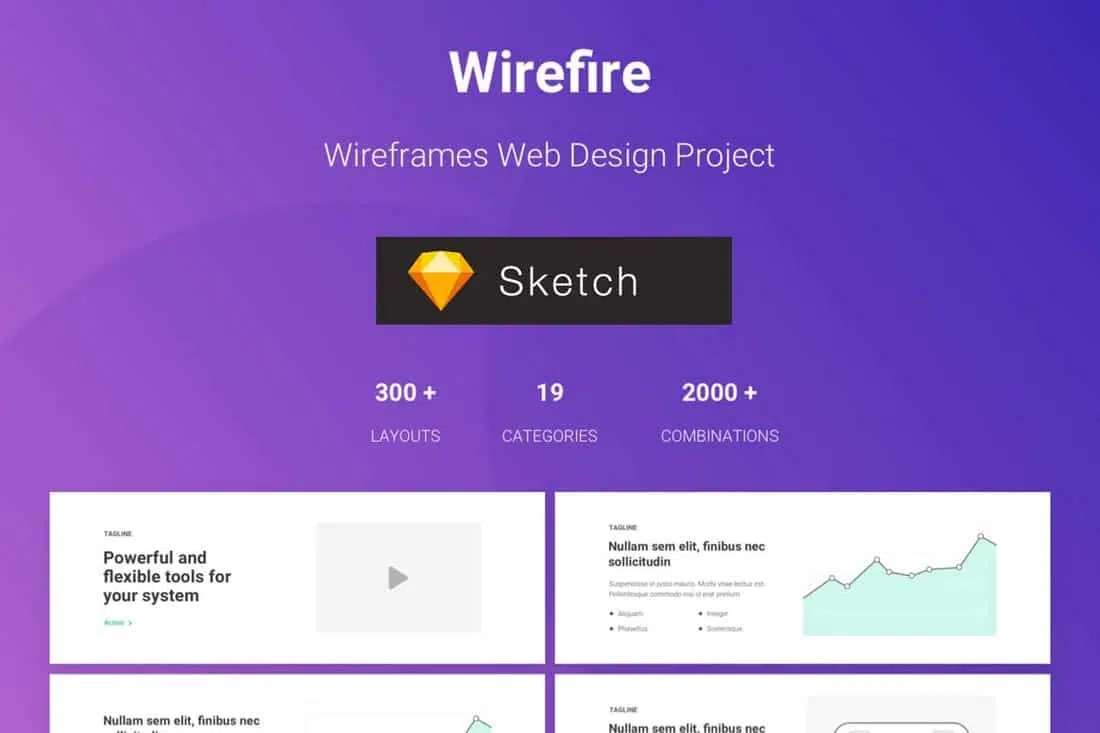 Wirefire
Wireframes Web Design Project
Sketch
300 +
19
2000 +
LAYOUTS
CATEGORIES
COMBINATIONS
TAGLINE
Powerful and
flexible tools for
your system
Action
TAGLINE
Nullam sem elit, finibus nec
sollicitudin
Suspendisse in justo mauris. Morbi vitae lectus est.
Pellentesque commodo nisi id erat pretium
Aliquam
Integer
Phasellus
Scelerisque
Nullam sem elit, finibus nec
TAGLINE
Nullam sem elit, finibus nec